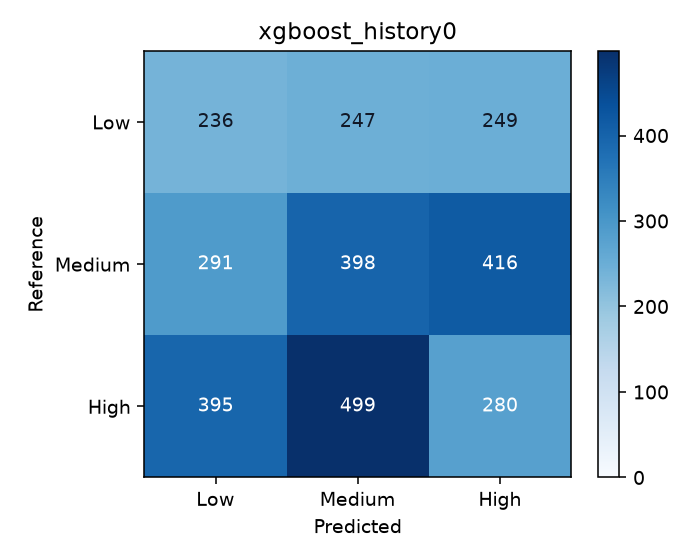 xgboost_history0
Low 236 247 249
Medium 291 398 416
High 395 499 280
Low Medium High
Predicted
Reference
400
300
200
100
0